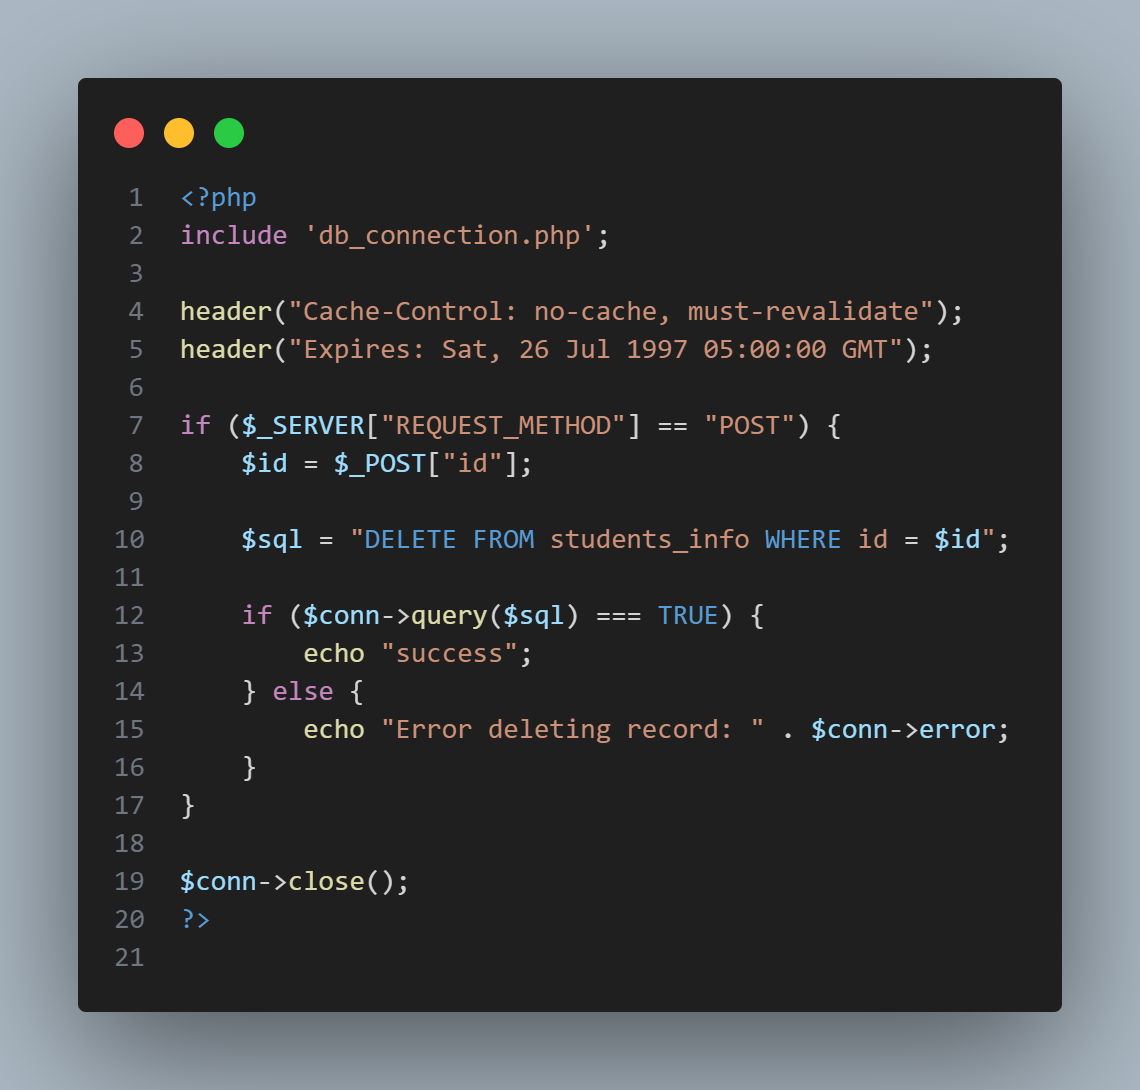 1 <?php
2 include 'db_connection.php';
3
4 header("Cache-Control: no-cache, must-revalidate");
5 header("Expires: Sat, 26 Jul 1997 05:00:00 GMT");
6
7 if ($_SERVER["REQUEST_METHOD"] == "POST") {
8     $id = $_POST["id"];
9
10     $sql = "DELETE FROM students_info WHERE id = $id";
11
12     if ($conn->query($sql) === TRUE) {
13         echo "success";
14     } else {
15         echo "Error deleting record: " . $conn->error;
16     }
17 }
18
19 $conn->close();
20 ?>
21